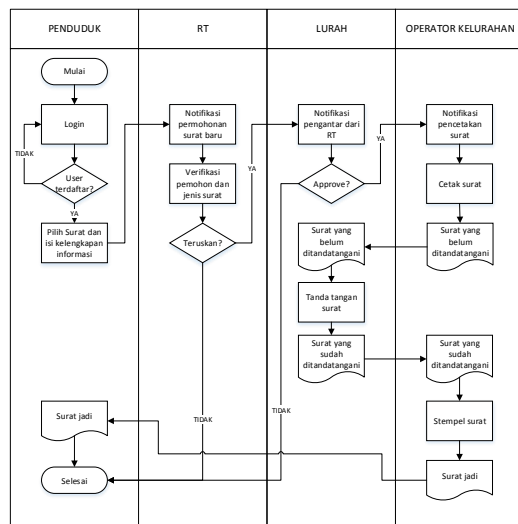 PENDUDUK
RT
LURAH
OPERATOR KELURAHAN
Mulai
Login
TIDAK
User
terdaftar?
YA
Pilih Surat dan
isi kelengkapan
informasi
Surat jadi
Selesai
Notifikasi
permohonan
surat baru
Verifikasi
pemohon dan
jenis surat
Teruskan?
YA
TIDAK
Notifikasi
pengantar dari
RT
Approve?
YA
TIDAK
Surat yang
belum
ditandatangani
Tanda tangan
surat
Surat yang
sudah
ditandatangani
Notifikasi
pencetakan
surat
Cetak surat
Surat yang
belum
ditandatangani
Surat yang
sudah
ditandatangani
Stempel surat
Surat jadi